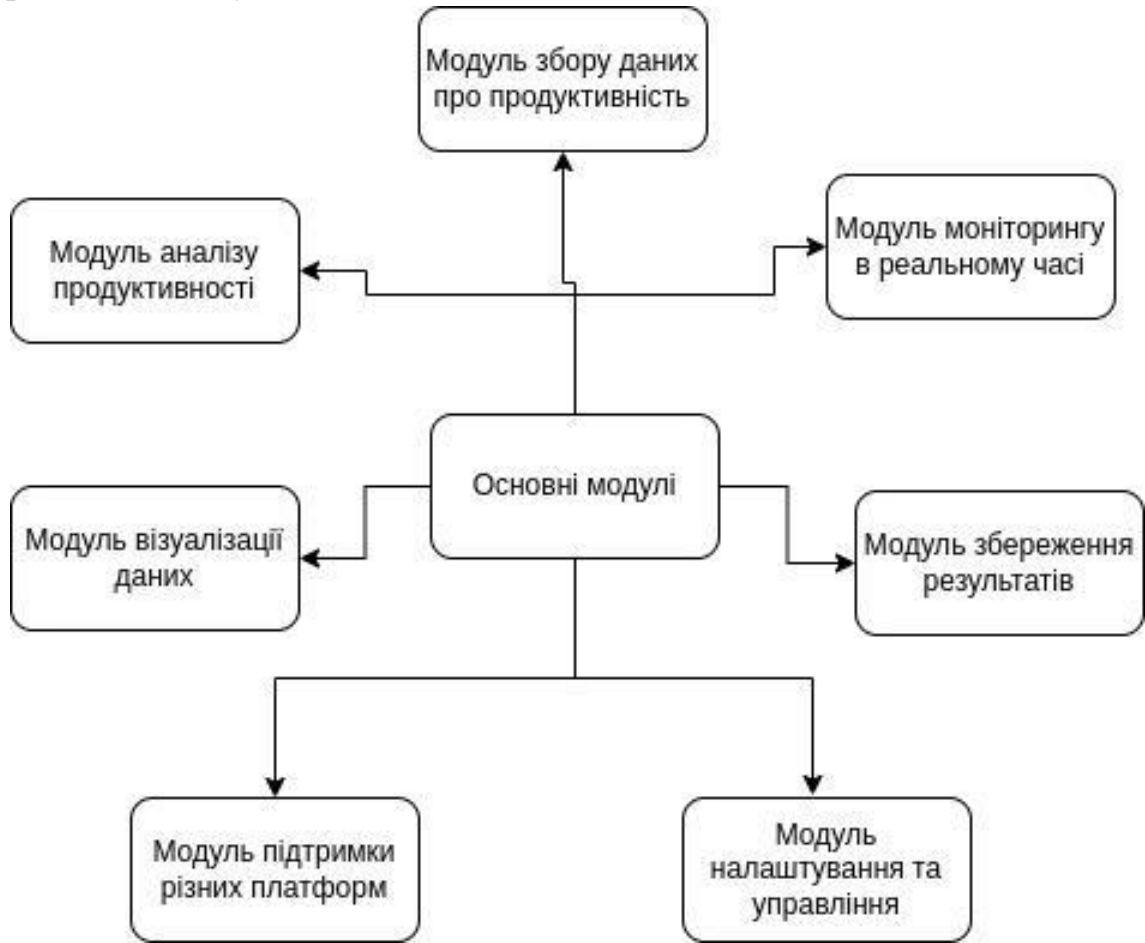 Модуль збору даних
про продуктивність
Модуль аналізу
продуктивності
Модуль моніторингу
в реальному часі
Основні модулі
Модуль візуалізації
даних
Модуль збереження
результатів
Модуль підтримки
різних платформ
Модуль
налаштування та
управління